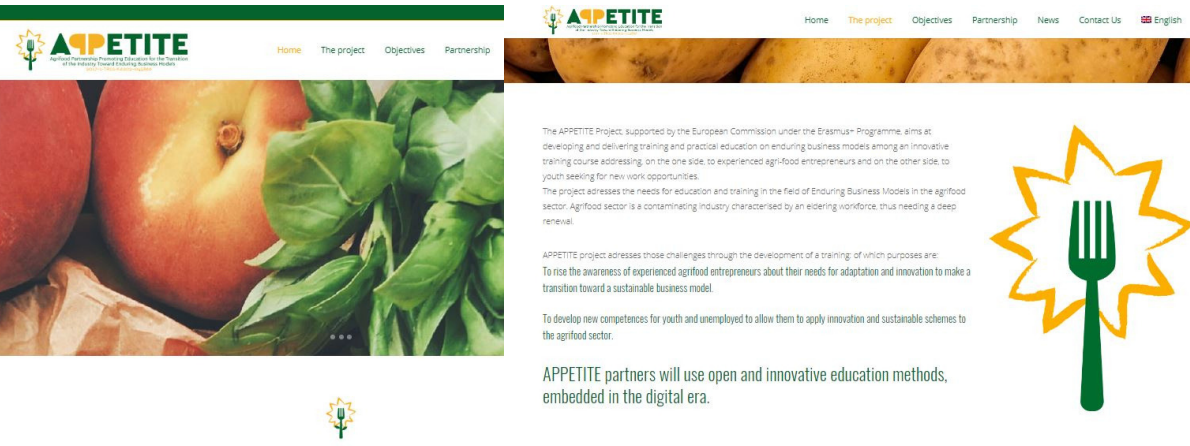 APPETITE
Agrifood Partnership Promoting Education for the Transition
of the Industry Toward Enduring Business Models
Home The project Objectives Partnership
APPETITE
Home The project Objectives Partnership News Contact Us English
The APPETITE Project, supported by the European Commission under the Erasmus+ Programme, aims at
developing and delivering training and practical education on enduring business models among an innovative
training course addressing, on the one side, to experienced agri-food entrepreneurs and on the other side, to
youth seeking for new work opportunities.
The project adresses the needs for education and training in the field of Enduring Business Models in the agrifood
sector. Agrifood sector is a contaminating industry characterised by an eldering workforce, thus needing a deep
renewal.
APPETITE project adresses those challenges through the development of a training: of which purposes are:
To rise the awareness of experienced agrifood entrepreneurs about their needs for adaptation and innovation to make a
transition toward a sustainable business model.
To develop new competences for youth and unemployed to allow them to apply innovation and sustainable schemes to
the agrifood sector.
APPETITE partners will use open and innovative education methods,
embedded in the digital era.